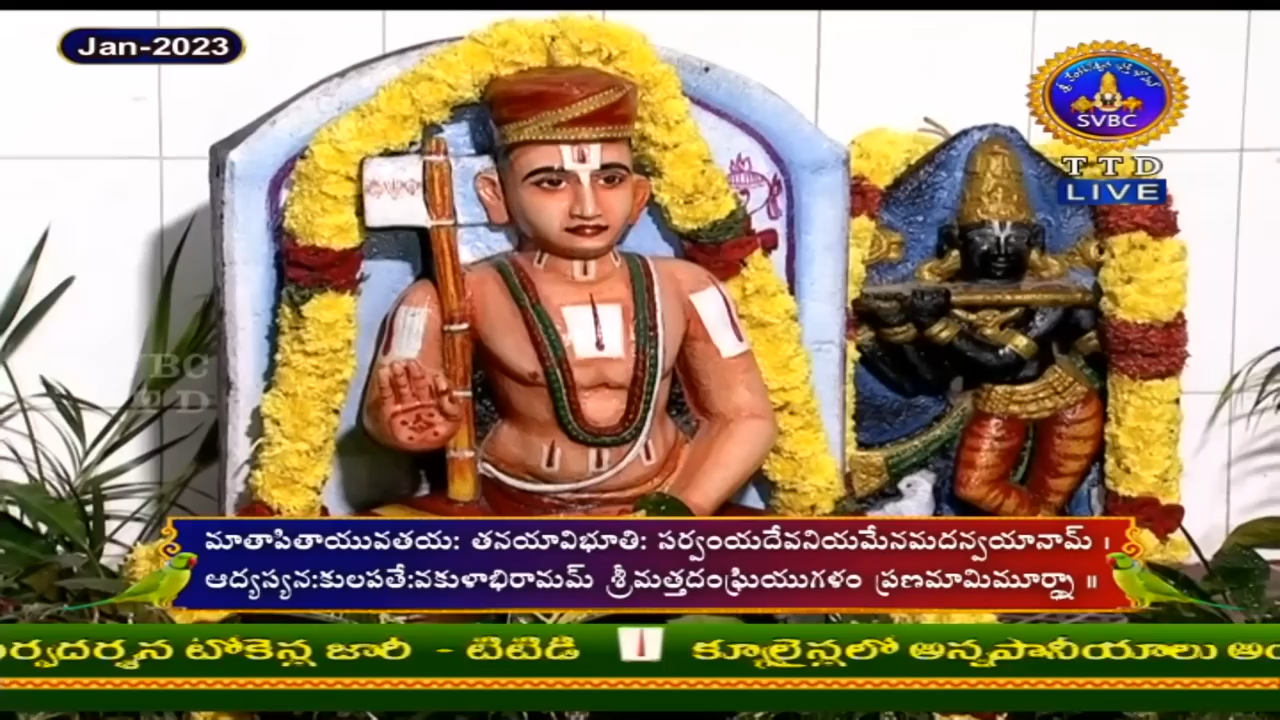 Jan-2023
SVBC
TTD
LIVE
మాతాపితాయువతయ: తనయావిభూతి: సర్వంయదేవనియమేనమదన్వయానామ్ ।
ఆద్యస్యన:కులపతే:వకుళాభిరామమ్ శ్రీమత్తదంఘ్రియుగళం ప్రణమామిమూర్ధ్నా ॥
ర్వదర్శన టోకెన్ల జారీ - టిటిడి క్యూలైన్లలో అన్నపానీయాలు అం